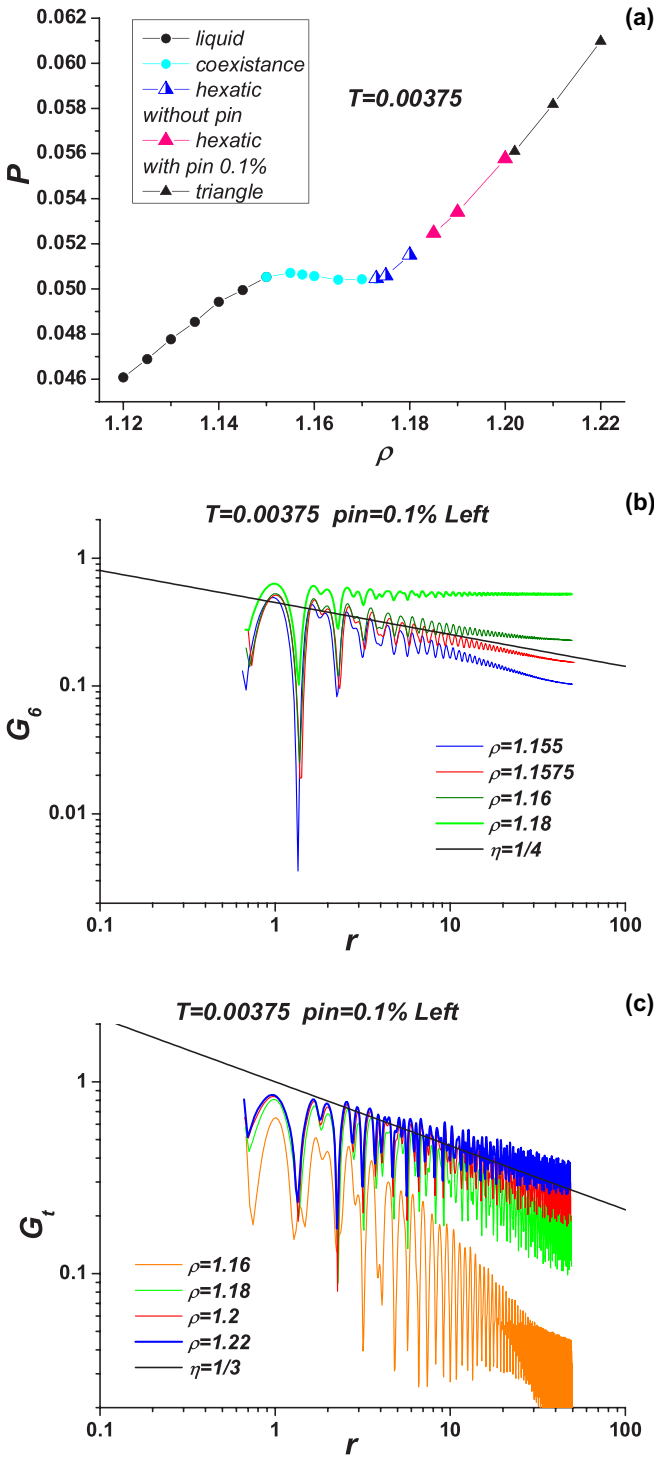 (a)
0.062
0.060
0.058
0.056
0.054
0.052
0.050
0.048
0.046
P
liquid
coexistance
hexatic
without pin
hexatic
with pin 0.1%
triangle
T=0.00375
1.12 1.14 1.16 1.18 1.20 1.22
ρ
(b)
T=0.00375 pin=0.1% Left
1
0.1
0.01
G6
ρ=1.155
ρ=1.1575
ρ=1.16
ρ=1.18
η=1/4
0.1 1 10 100
r
(c)
T=0.00375 pin=0.1% Left
1
0.1
Gt
ρ=1.16
ρ=1.18
ρ=1.2
ρ=1.22
η=1/3
0.1 1 10 100
r